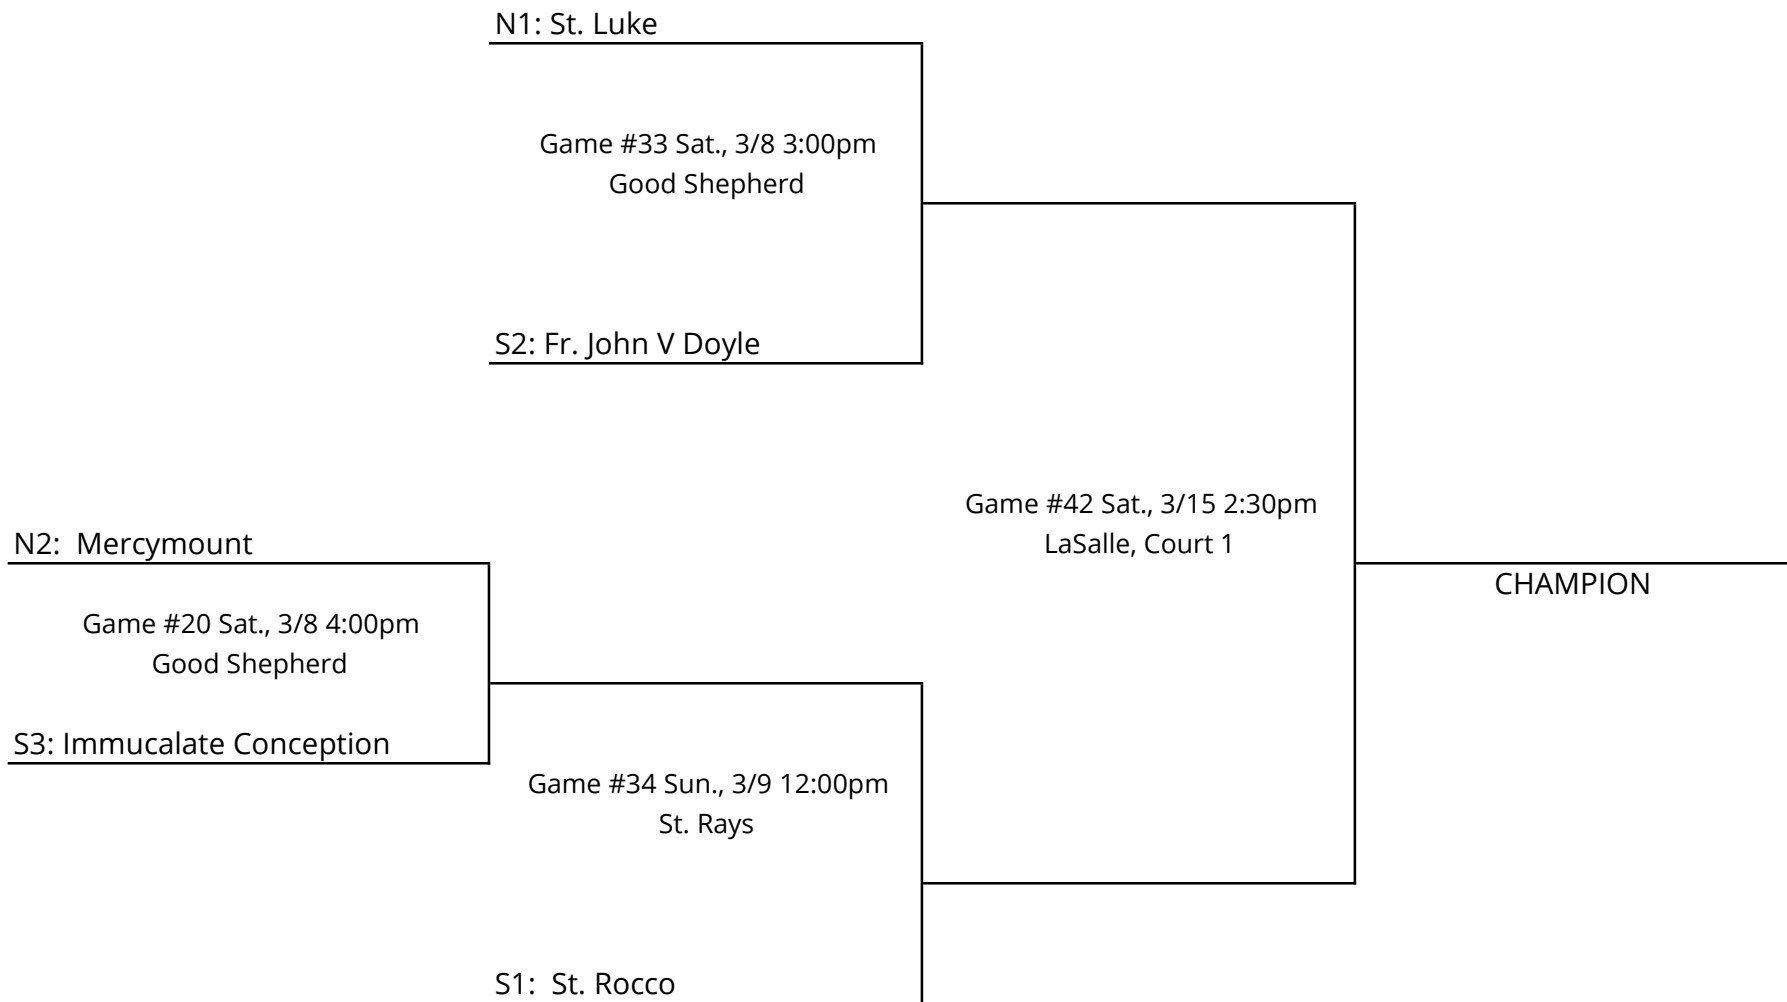 N1: St. Luke
Game #33 Sat., 3/8 3:00pm
Good Shepherd
S2: Fr. John V Doyle
Game #42 Sat., 3/15 2:30pm
LaSalle, Court 1
N2:  Mercymount
CHAMPION
Game #20 Sat., 3/8 4:00pm
Good Shepherd
S3: Immucalate Conception
Game #34 Sun., 3/9 12:00pm
St. Rays
S1:  St. Rocco